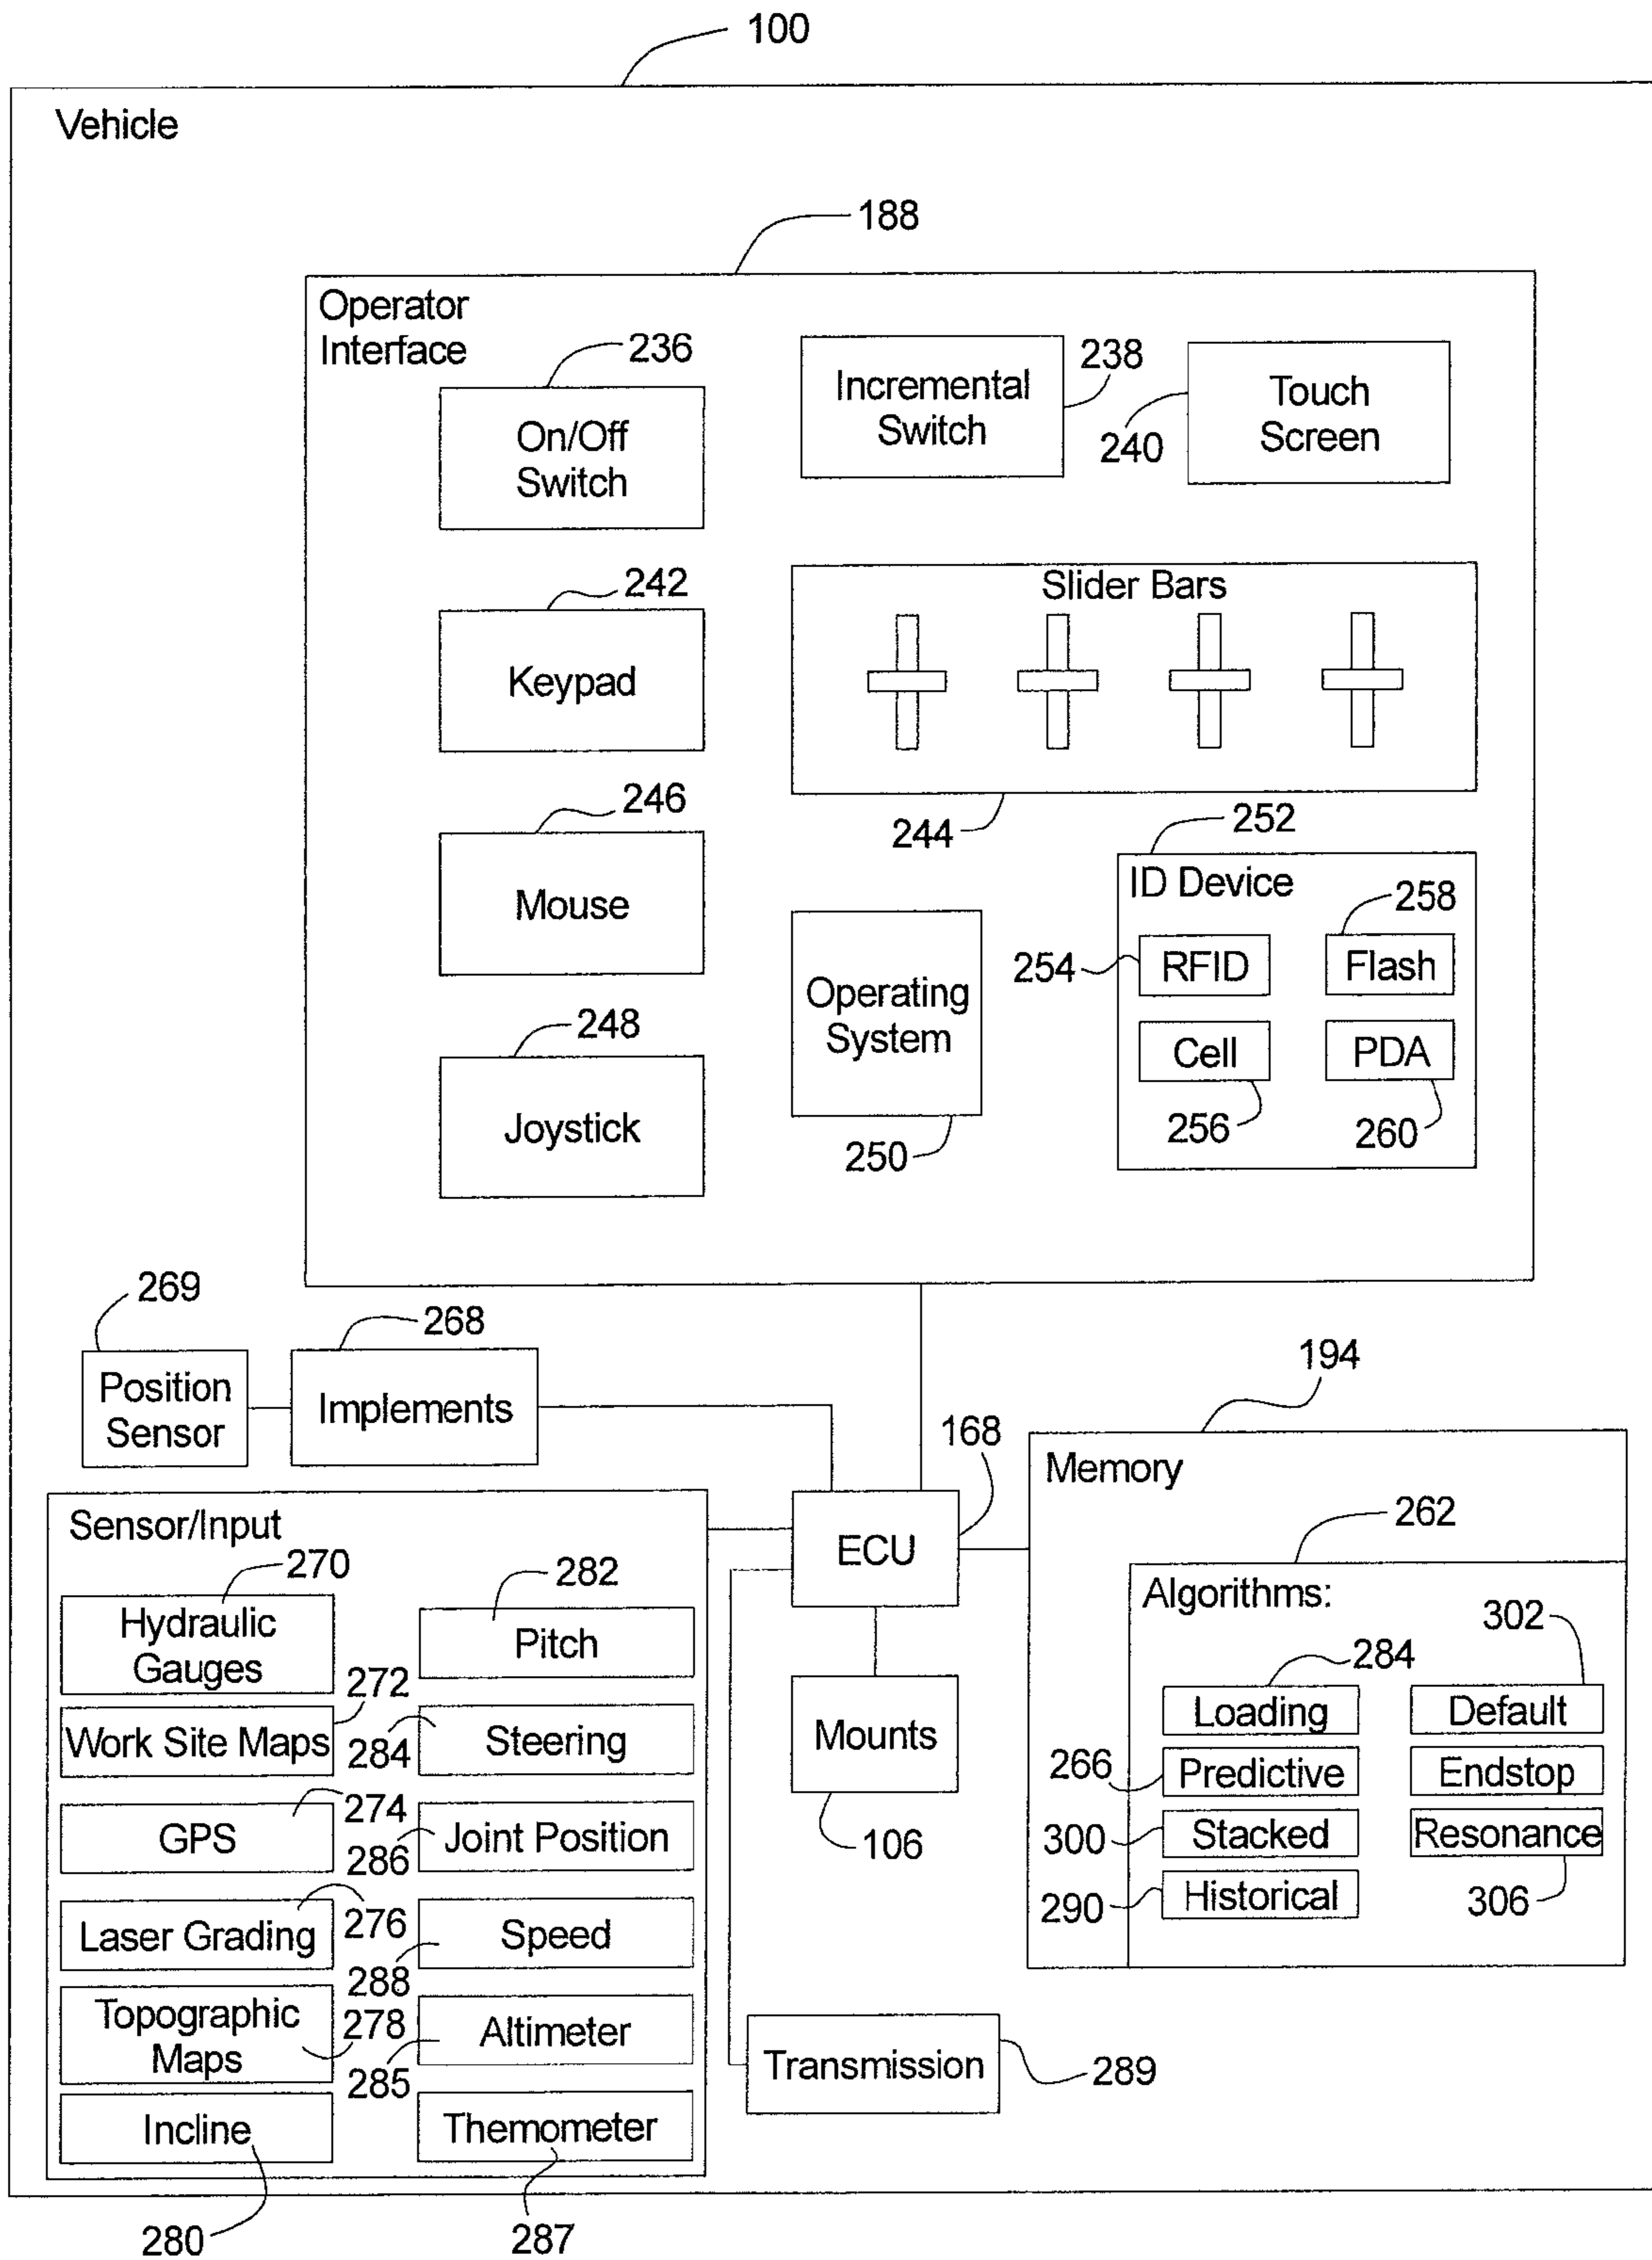 100
Vehicle
188
Operator
Interface
236
On/Off
Switch
Incremental
Switch
238
240
Touch
Screen
242
Keypad
Slider Bars
244
246
Mouse
248
Joystick
Operating
System
250
252
ID Device
254
RFID
258
Flash
Cell
256
PDA
260
269
Position
Sensor
268
Implements
168
ECU
194
Memory
262
Algorithms:
284
Loading
302
Default
266
Predictive
Endstop
300
Stacked
Resonance
306
290
Historical
Sensor/Input
270
Hydraulic
Gauges
282
Pitch
272
Work Site Maps
284
Steering
274
GPS
286
Joint Position
276
Laser Grading
288
Speed
Topographic
Maps
278
285
Altimeter
Incline
280
Themometer
287
Mounts
106
Transmission
289